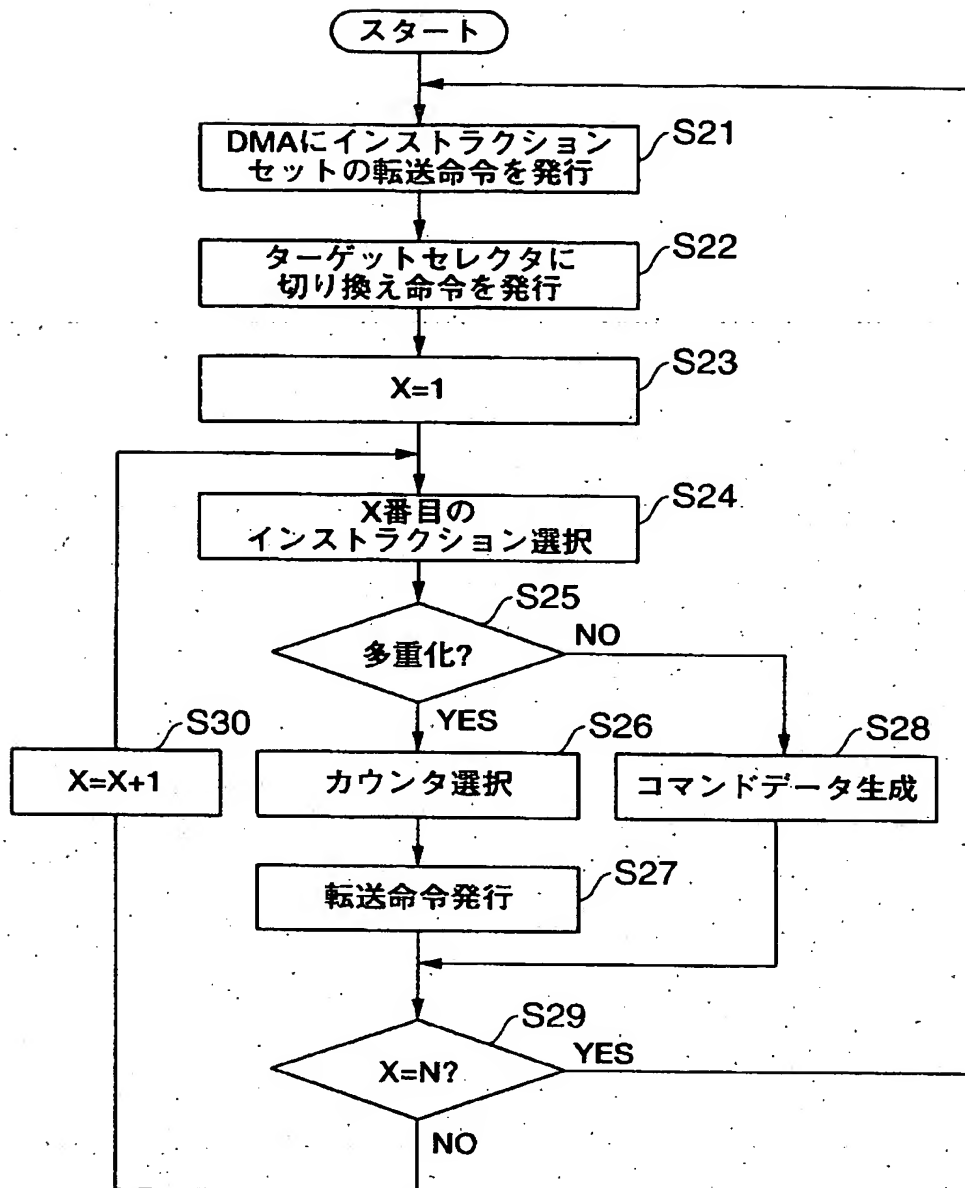 スタート
DMAにインストラクション
セットの転送命令を発行
S21
ターゲットセレクタに
切り換え命令を発行
S22
X=1
S23
X番目の
インストラクション選択
S24
多重化?
S25
NO
YES
S30
X=X+1
カウンタ選択
S26
コマンドデータ生成
S28
転送命令発行
S27
X=N?
S29
YES
NO